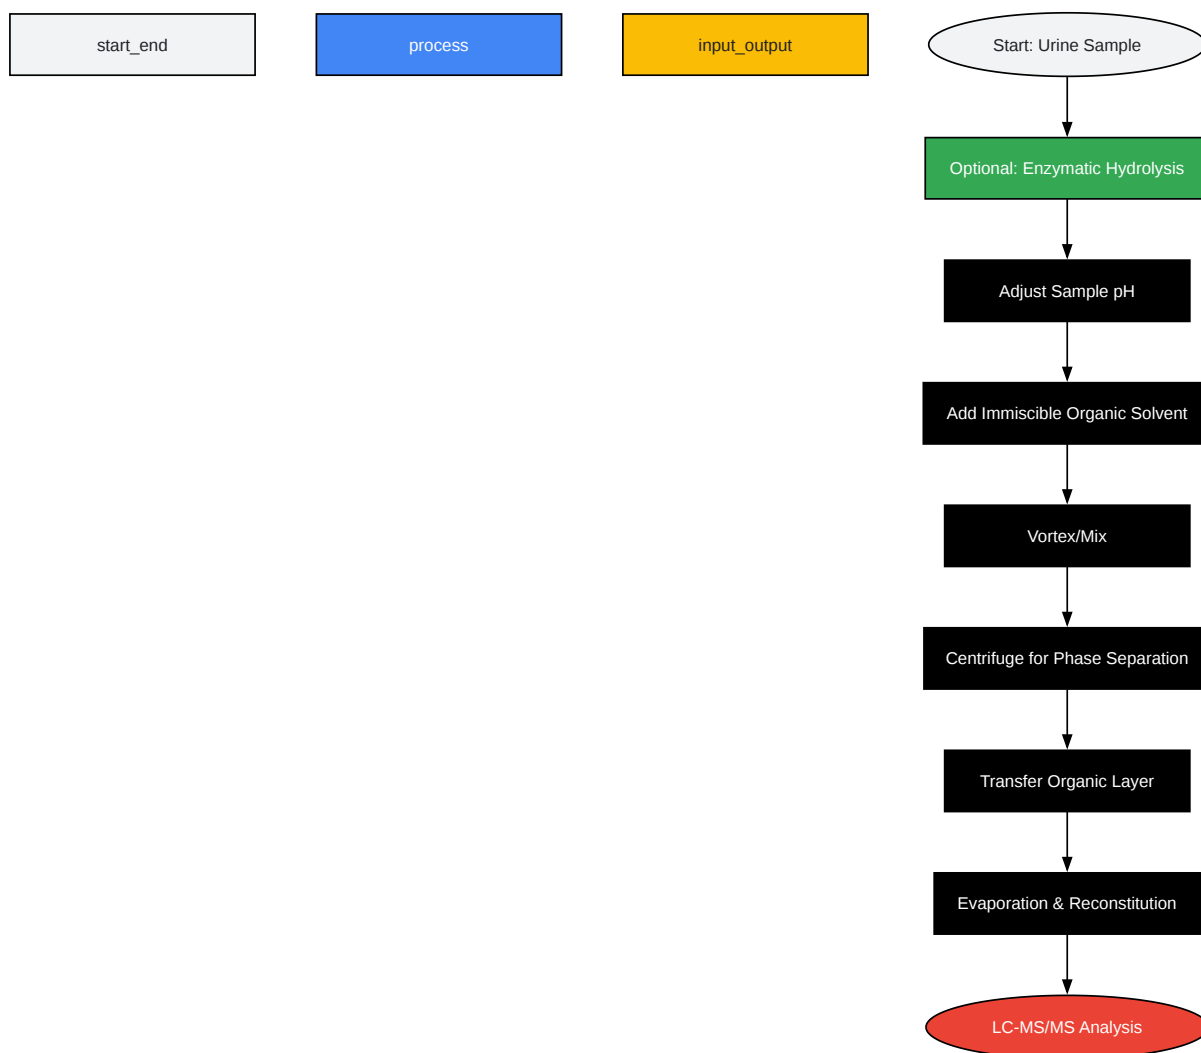 start_end
process
input_output
Start: Urine Sample
Optional: Enzymatic Hydrolysis
Adjust Sample pH
Add Immiscible Organic Solvent
Vortex/Mix
Centrifuge for Phase Separation
Transfer Organic Layer
Evaporation & Reconstitution
LC-MS/MS Analysis